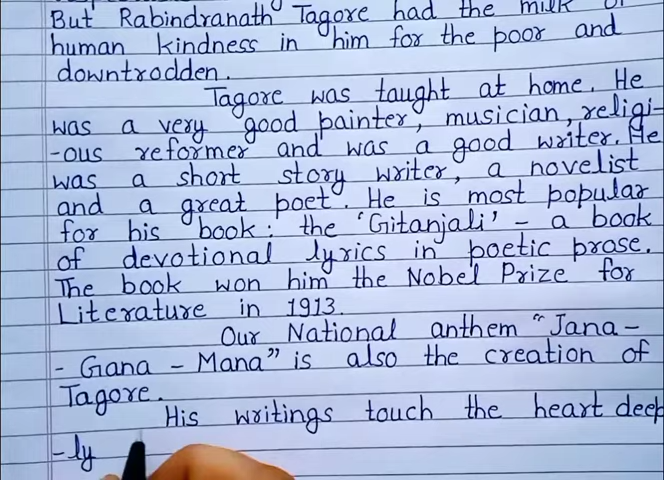 But Rabindranath Tagore had the milk of
human kindness in him for the poor and
downtrodden.
Tagore was taught at home. He
was a very good painter, musician, religi-
-ous reformer and was a good writer. He
was a short story writer, a novelist
and a great poet. He is most popular
for his book: the 'Gitanjali' - a book
of devotional lyrics in poetic prose.
The book won him the Nobel Prize for
Literature in 1913.
Our National anthem "Jana-
- Gana - Mana" is also the creation of
Tagore.
His writings touch the heart deep
-ly